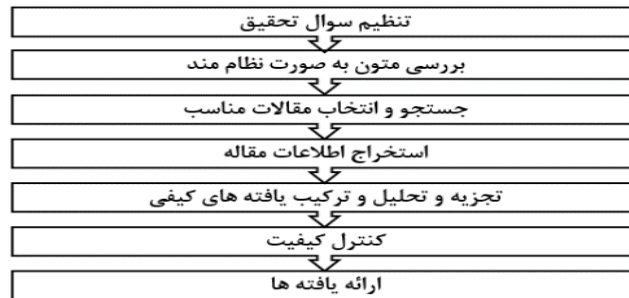 تنظیم سوال تحقیق
بررسی متون به صورت نظام مند
جستجو و انتخاب مقالات مناسب
استخراج اطلاعات مقاله
تجزیه و تحلیل و ترکیب یافته های کیفی
کنترل کیفیت
ارائه یافته ها